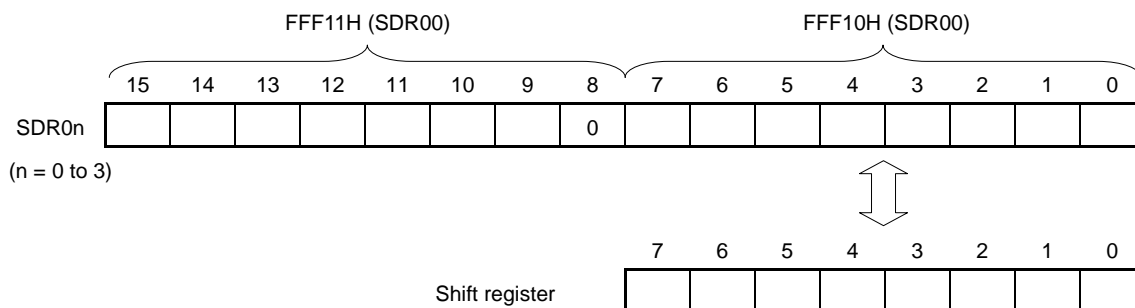 FFF11H (SDR00) FFF10H (SDR00)
15 14 13 12 11 10 9 8 7 6 5 4 3 2 1 0
SDR0n 0
(n = 0 to 3)
7 6 5 4 3 2 1 0
Shift register